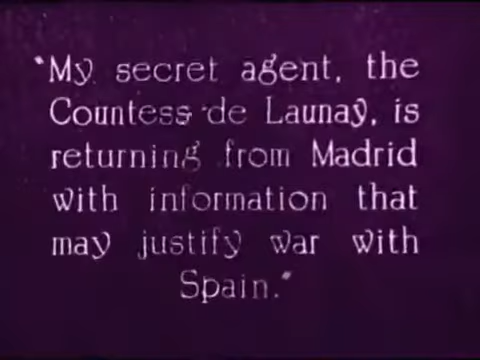 "My secret agent, the
Countess de Launay, is
returning from Madrid
with information that
may justify war with
Spain."